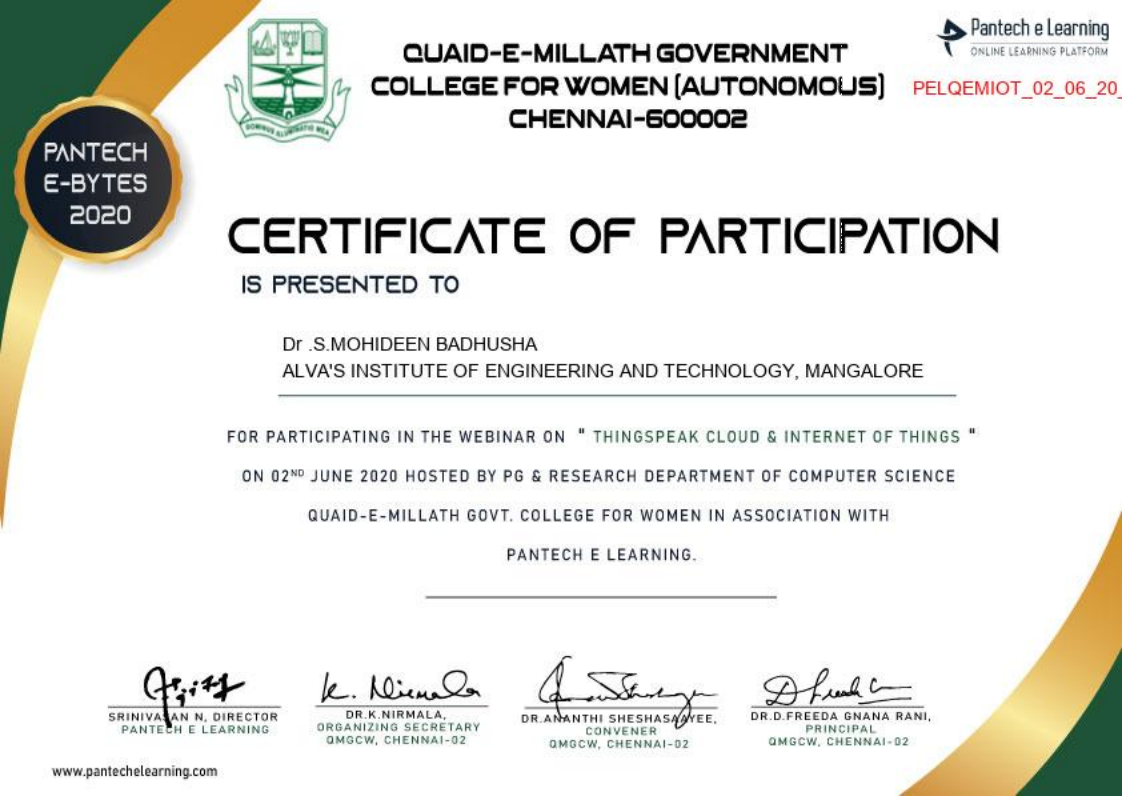 Pantech e Learning
ONLINE LEARNING PLATFORM
QUAID-E-MILLATH GOVERNMENT
COLLEGE FOR WOMEN (AUTONOMOUS)
CHENNAI-600002
PELQEMIOT_02_06_20_
DOMINUS ILLUMINATIO MEA
PANTECH
E-BYTES
2020
CERTIFICATE OF PARTICIPATION
IS PRESENTED TO
Dr .S.MOHIDEEN BADHUSHA
ALVA'S INSTITUTE OF ENGINEERING AND TECHNOLOGY, MANGALORE
FOR PARTICIPATING IN THE WEBINAR ON " THINGSPEAK CLOUD & INTERNET OF THINGS "
ON 02ND JUNE 2020 HOSTED BY PG & RESEARCH DEPARTMENT OF COMPUTER SCIENCE
QUAID-E-MILLATH GOVT. COLLEGE FOR WOMEN IN ASSOCIATION WITH
PANTECH E LEARNING.
K. Nirmala
SRINIVASAN N, DIRECTOR
PANTECH E LEARNING
DR.K.NIRMALA,
ORGANIZING SECRETARY
QMGCW, CHENNAI-02
DR.ANANTHI SHESHASAAYEE,
CONVENER
QMGCW, CHENNAI-02
DR.D.FREEDA GNANA RANI,
PRINCIPAL
QMGCW, CHENNAI-02
www.pantechelearning.com